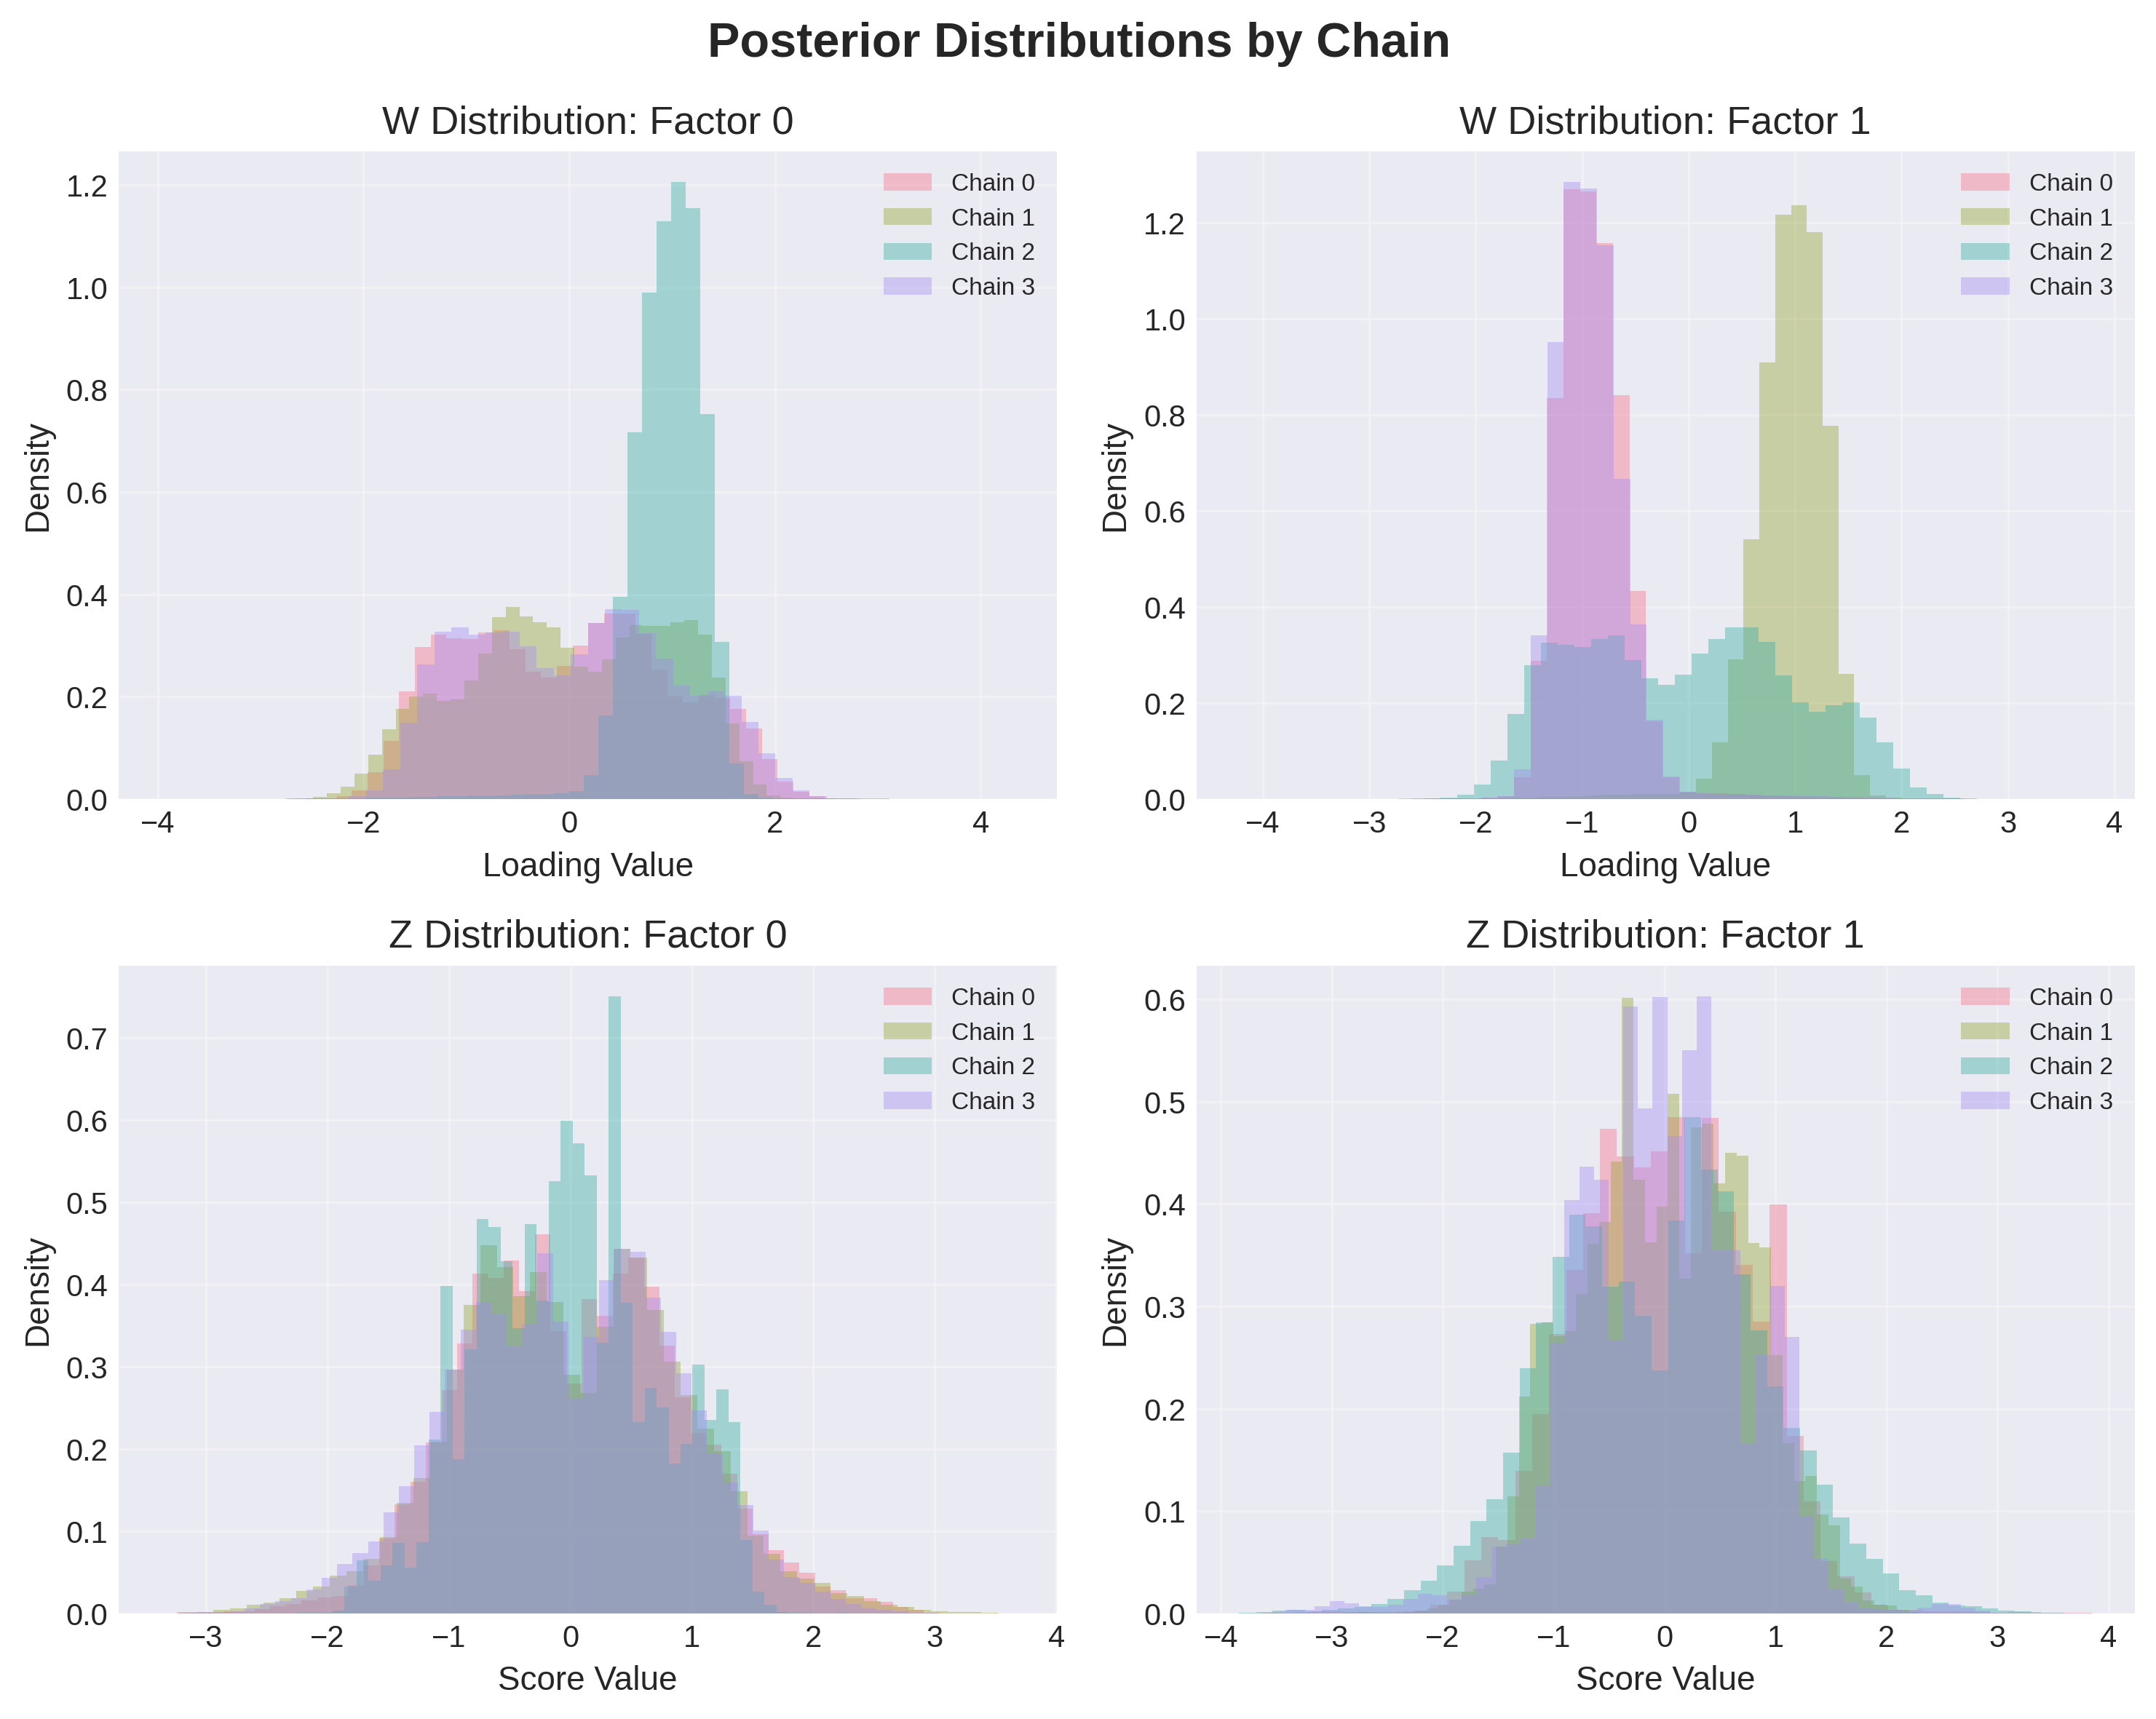 Posterior Distributions by Chain
W Distribution: Factor 0
1.2
1.0
0.8
0.6
0.4
0.2
0.0
Density
−4
−2
0
2
4
Loading Value
Chain 0
Chain 1
Chain 2
Chain 3
W Distribution: Factor 1
1.2
1.0
0.8
0.6
0.4
0.2
0.0
Density
−4
−3
−2
−1
0
1
2
3
4
Loading Value
Chain 0
Chain 1
Chain 2
Chain 3
Z Distribution: Factor 0
0.7
0.6
0.5
0.4
0.3
0.2
0.1
0.0
Density
−3
−2
−1
0
1
2
3
4
Score Value
Chain 0
Chain 1
Chain 2
Chain 3
Z Distribution: Factor 1
0.6
0.5
0.4
0.3
0.2
0.1
0.0
Density
−4
−3
−2
−1
0
1
2
3
4
Score Value
Chain 0
Chain 1
Chain 2
Chain 3